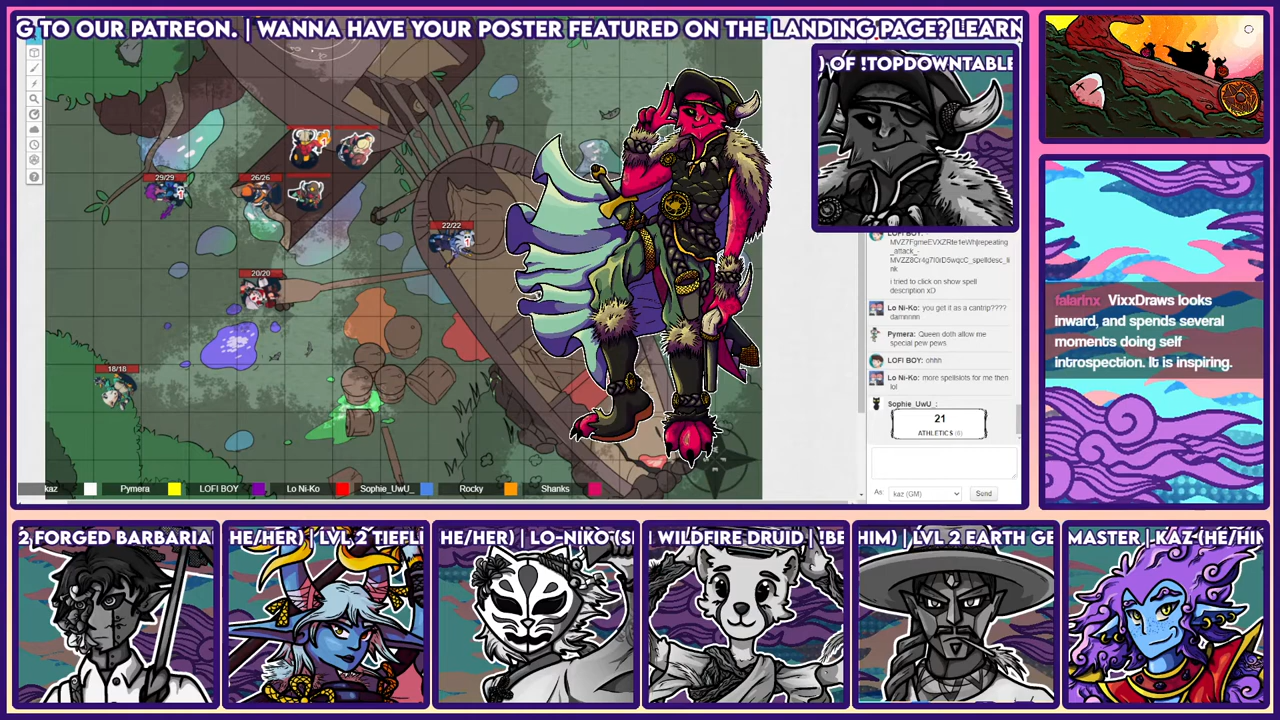 G TO OUR PATREON. | WANNA HAVE YOUR POSTER FEATURED ON THE LANDING PAGE? LEARN
) OF !TOPDOWNTABLE
29/29
26/26
22/22
20/20
18/18
LOFI BOY:
i tried to click on show spell
description xD
Lo Ni-Ko: you get it as a cantrip????
damnnnn
Pymera: Queen doth allow me
special pew pews
LOFI BOY: ohhh
Lo Ni-Ko: more spellslots for me then
lol
Sophie_UwU_:
21
ATHLETICS
As:
kaz (GM)
Send
falarinx VixxDraws looks
inward, and spends several
moments doing self
introspection. It is inspiring.
kaz
Pymera
LOFI BOY
Lo Ni-Ko
Sophie_UwU_
Rocky
Shanks
2 FORGED BARBARIA
HE/HER) | LVL 2 TIEFLI
HE/HER) | LO-NIKO (S
WILDFIRE DRUID | !BE
HIM) | LVL 2 EARTH GE
MASTER | KAZ (HE/HIM